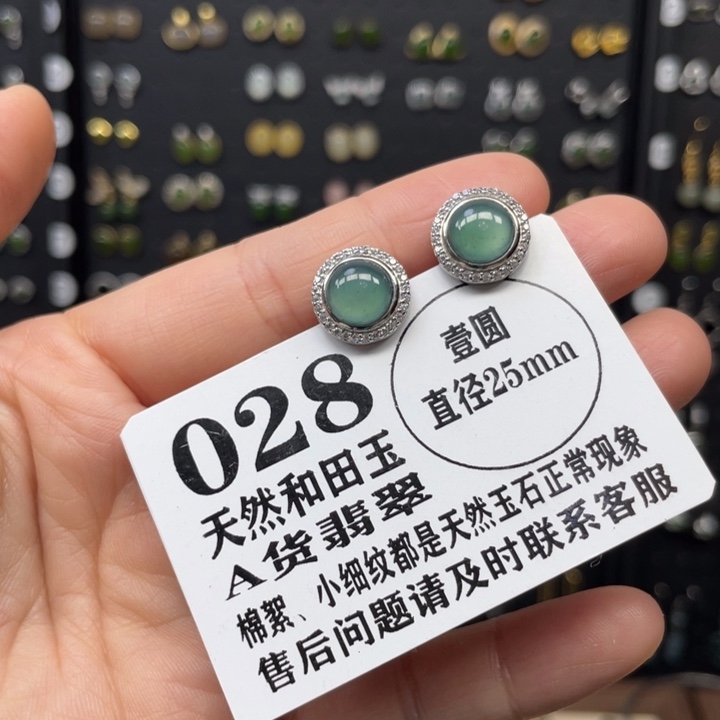 028
壹圆
直径25mm
天然和田玉
A货翡翠
棉絮、小细纹都是天然玉石正常现象
售后问题请及时联系客服